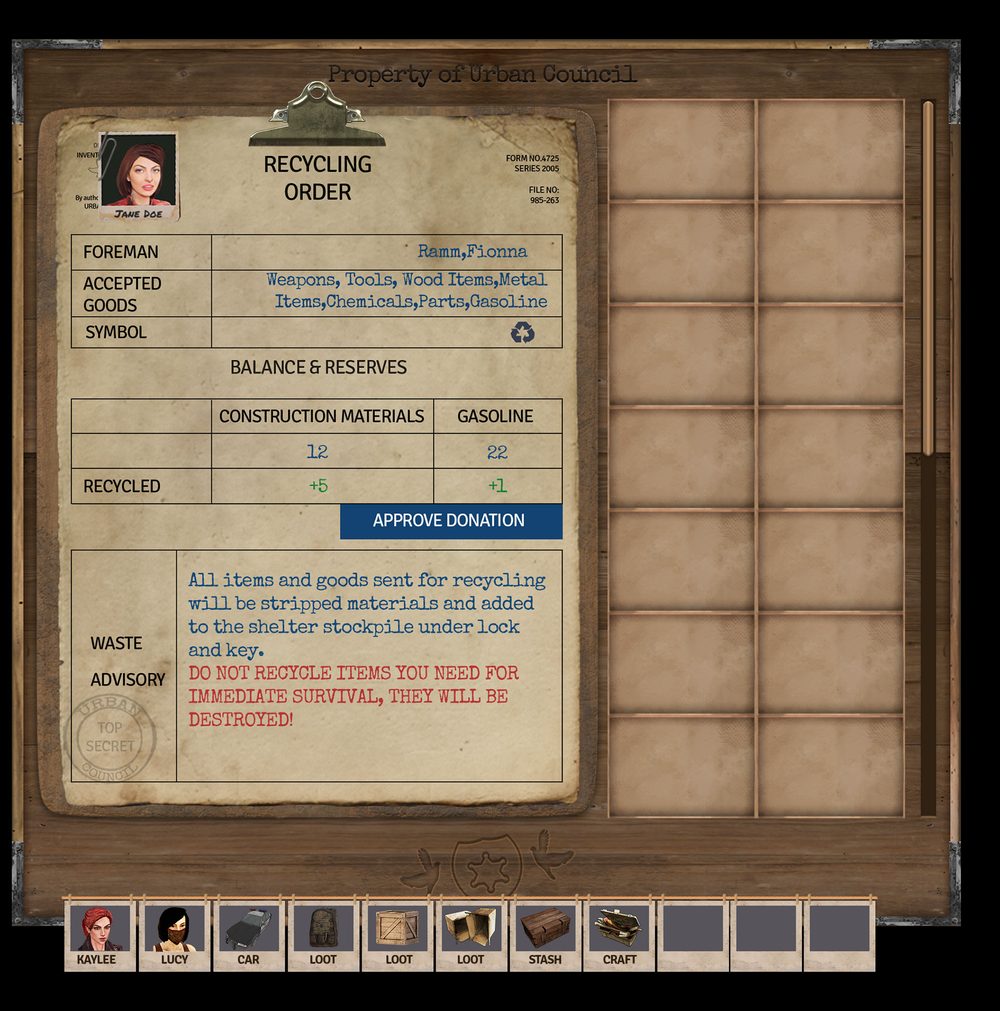 Property of Urban Council
D
INVENT
By autho
URBA
JANE DOE
RECYCLING
ORDER
FORM NO.4725
SERIES 2005
FILE NO:
985-263
FOREMAN
Ramm,Fionna
ACCEPTED
GOODS
Weapons, Tools, Wood Items,Metal
Items,Chemicals,Parts,Gasoline
SYMBOL
BALANCE & RESERVES
CONSTRUCTION MATERIALS GASOLINE
12 22
RECYCLED +5 +1
APPROVE DONATION
WASTE
ADVISORY
All items and goods sent for recycling
will be stripped materials and added
to the shelter stockpile under lock
and key.
DO NOT RECYCLE ITEMS YOU NEED FOR
IMMEDIATE SURVIVAL, THEY WILL BE
DESTROYED!
URBAN
TOP
SECRET
COUNCIL
KAYLEE LUCY CAR LOOT LOOT LOOT STASH CRAFT